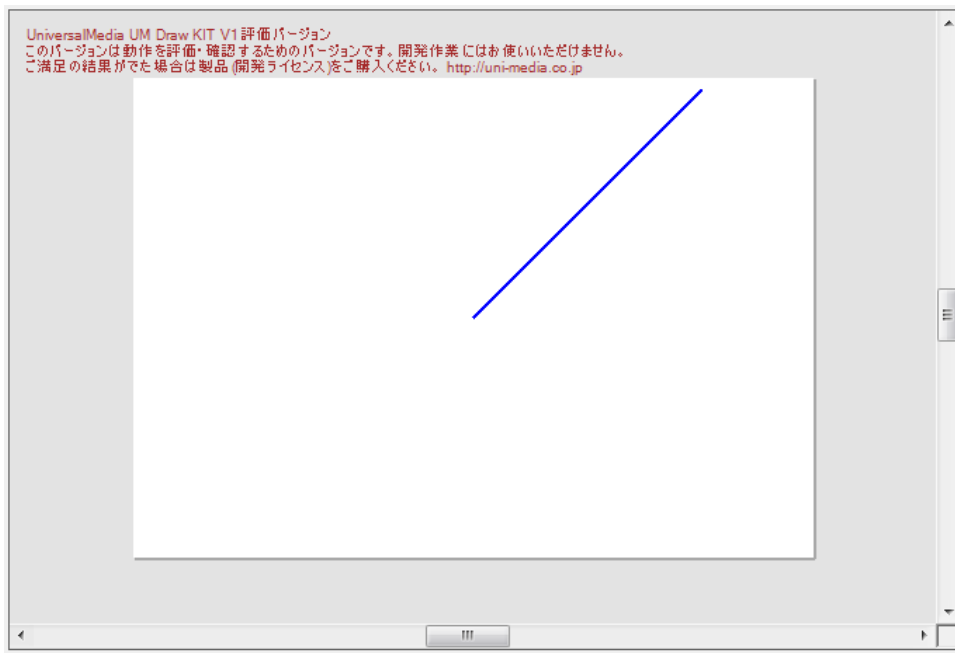 UniversalMedia UM Draw KIT V1評価バージョン
このバージョンは動作を評価・確認するためのバージョンです。開発作業にはお使いいただけません。
ご満足の結果がでた場合は製品(開発ライセンス)をご購入ください。 http://uni-media.co.jp